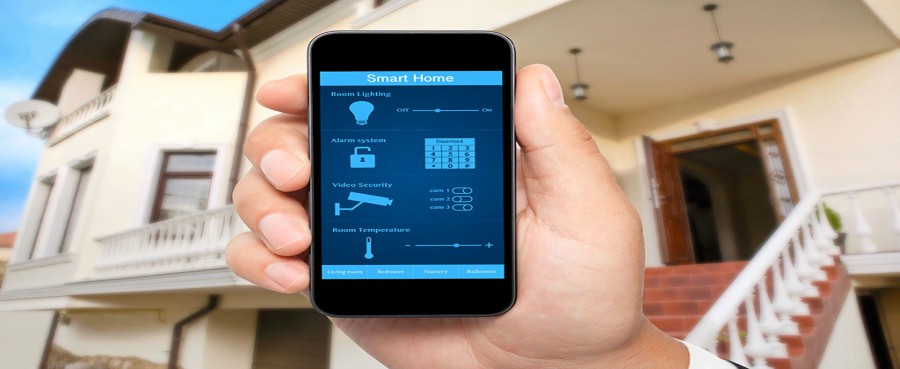 Smart Home
Room Lighting
Off On
Alarm system
Disarmed
1 2 3
4 5 6
7 8 9
* 0 #
Video Security
cam 1
cam 2
cam 3
Room Temperature
- +
Living room Bedroom Nursery Bathroom